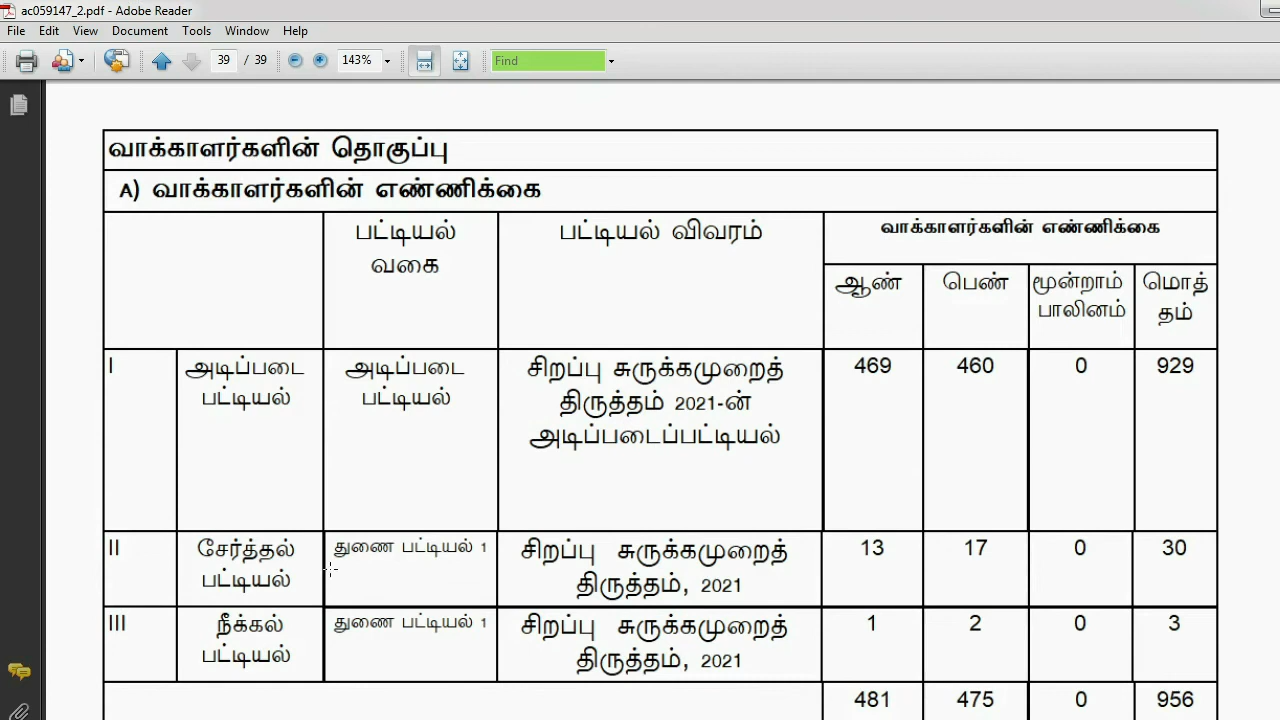 ac059147_2.pdf - Adobe Reader
File Edit View Document Tools Window Help
39 / 39 143% Find
வாக்காளர்களின் தொகுப்பு
A) வாக்காளர்களின் எண்ணிக்கை
பட்டியல் வகை
பட்டியல் விவரம்
வாக்காளர்களின் எண்ணிக்கை
ஆண் பெண் மூன்றாம் பாலினம் மொத்தம்
I அடிப்படை அடிப்படை சிறப்பு சுருக்கமுறைத் 469 460 0 929
பட்டியல் பட்டியல் திருத்தம் 2021-ன்
அடிப்படைப்பட்டியல்
II சேர்த்தல் துணை பட்டியல் 1 சிறப்பு சுருக்கமுறைத் 13 17 0 30
பட்டியல் திருத்தம், 2021
III நீக்கல் துணை பட்டியல் 1 சிறப்பு சுருக்கமுறைத் 1 2 0 3
பட்டியல் திருத்தம், 2021
481 475 0 956